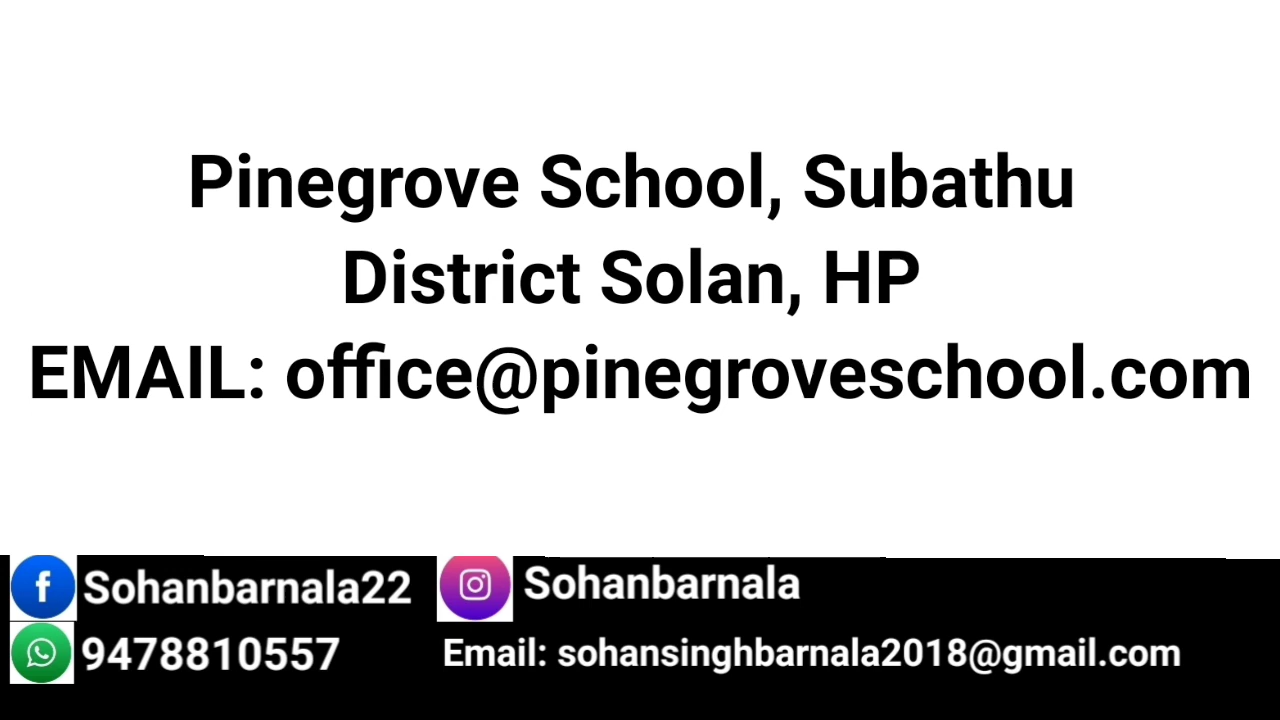 Pinegrove School, Subathu
District Solan, HP
EMAIL: office@pinegroveschool.com
Sohanbarnala22
Sohanbarnala
9478810557
Email: sohansinghbarnala2018@gmail.com